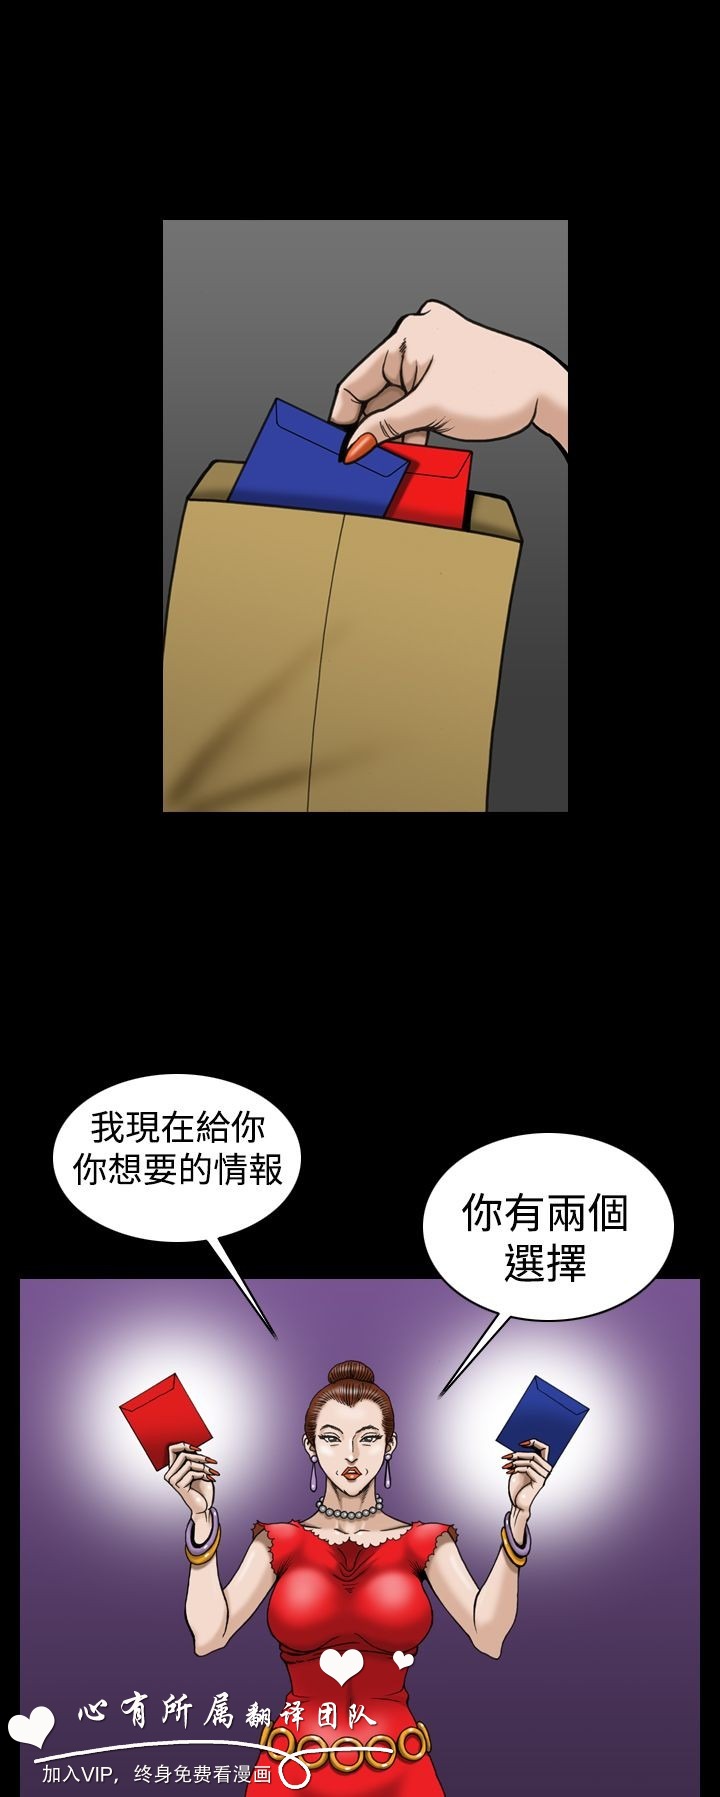 我現在給你
你想要的情報
你有兩個
選擇
心有所属翻译团队
加入VIP，终身免费看漫画